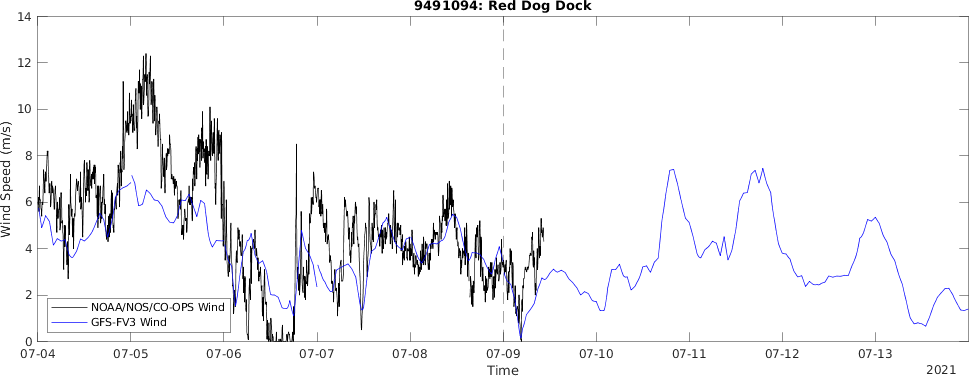 9491094: Red Dog Dock
Wind Speed (m/s)
14
12
10
8
6
4
2
0
NOAA/NOS/CO-OPS Wind
GFS-FV3 Wind
07-04 07-05 07-06 07-07 07-08 07-09 07-10 07-11 07-12 07-13
Time
2021